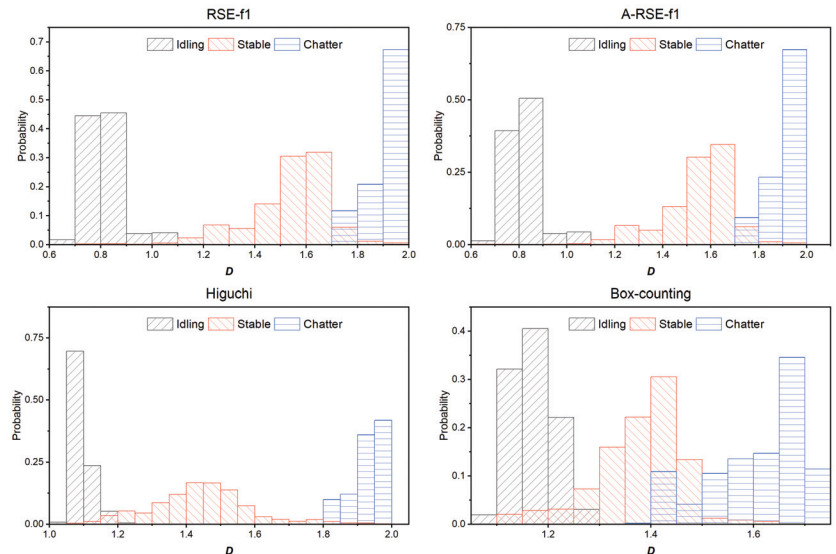 RSE-f1
Idling Stable Chatter
Probability
0.7
0.6
0.5
0.4
0.3
0.2
0.1
0.0
0.6 0.8 1.0 1.2 1.4 1.6 1.8 2.0
D
A-RSE-f1
Idling Stable Chatter
Probability
0.75
0.50
0.25
0.00
0.6 0.8 1.0 1.2 1.4 1.6 1.8 2.0
D
Higuchi
Idling Stable Chatter
Probability
0.75
0.50
0.25
0.00
1.0 1.2 1.4 1.6 1.8 2.0
D
Box-counting
Idling Stable Chatter
Probability
0.4
0.3
0.2
0.1
0.0
1.2 1.4 1.6
D